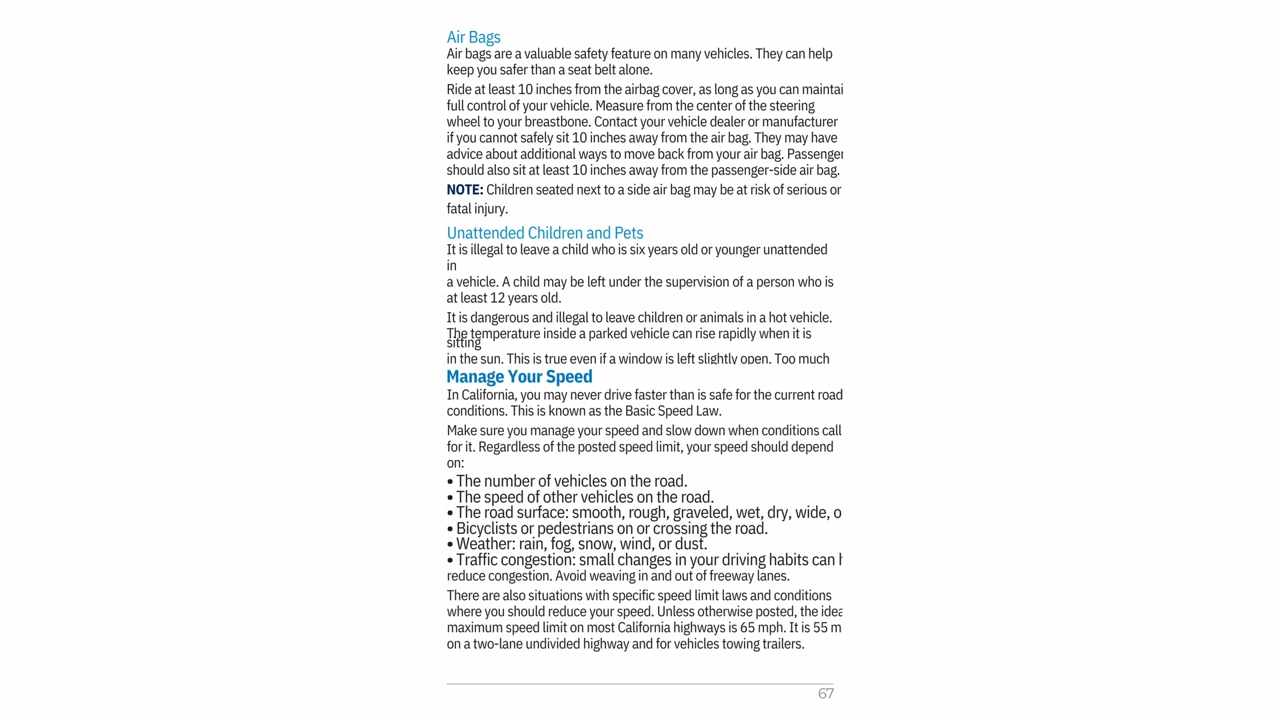 Air Bags
Air bags are a valuable safety feature on many vehicles. They can help
keep you safer than a seat belt alone.
Ride at least 10 inches from the airbag cover, as long as you can maintai
full control of your vehicle. Measure from the center of the steering
wheel to your breastbone. Contact your vehicle dealer or manufacturer
if you cannot safely sit 10 inches away from the air bag. They may have
advice about additional ways to move back from your air bag. Passenger
should also sit at least 10 inches away from the passenger-side air bag.
NOTE: Children seated next to a side air bag may be at risk of serious or
fatal injury.
Unattended Children and Pets
It is illegal to leave a child who is six years old or younger unattended
in
a vehicle. A child may be left under the supervision of a person who is
at least 12 years old.
It is dangerous and illegal to leave children or animals in a hot vehicle.
The temperature inside a parked vehicle can rise rapidly when it is
sitting
in the sun. This is true even if a window is left slightly open. Too much
Manage Your Speed
In California, you may never drive faster than is safe for the current road
conditions. This is known as the Basic Speed Law.
Make sure you manage your speed and slow down when conditions call
for it. Regardless of the posted speed limit, your speed should depend
on:
• The number of vehicles on the road.
• The speed of other vehicles on the road.
• The road surface: smooth, rough, graveled, wet, dry, wide, o
• Bicyclists or pedestrians on or crossing the road.
• Weather: rain, fog, snow, wind, or dust.
• Traffic congestion: small changes in your driving habits can
reduce congestion. Avoid weaving in and out of freeway lanes.
There are also situations with specific speed limit laws and conditions
where you should reduce your speed. Unless otherwise posted, the
maximum speed limit on most California highways is 65 mph. It is 55 m
on a two-lane undivided highway and for vehicles towing trailers.
67